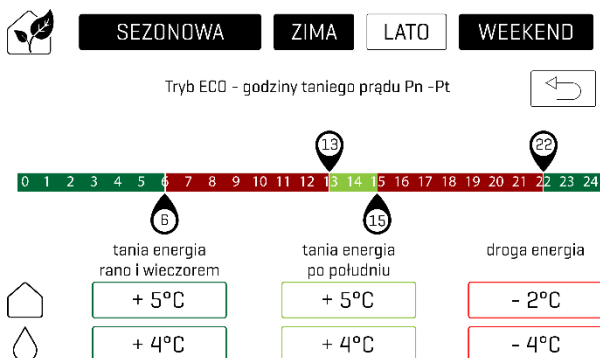 SEZONOWA ZIMA LATO WEEKEND
Tryb ECO - godziny taniego prądu Pn -Pt
13 22
0 1 2 3 4 5 6 7 8 9 10 11 12 13 14 15 16 17 18 19 20 21 22 23 24
6 15
tania energia rano i wieczorem
tania energia po południu
droga energia
+ 5°C + 5°C - 2°C
+ 4°C + 4°C - 4°C